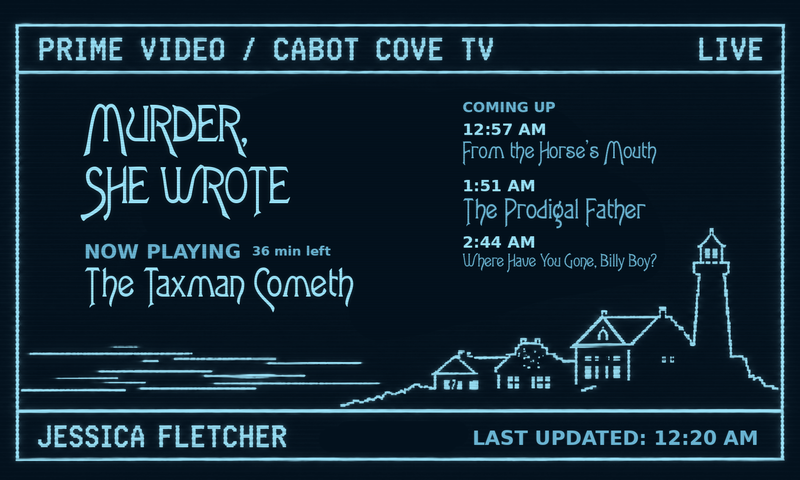 PRIME VIDEO / CABOT COVE TV
LIVE
MURDER,
SHE WROTE
NOW PLAYING 36 min left
The Taxman Cometh
COMING UP
12:57 AM
From the Horse's Mouth
1:51 AM
The Prodigal Father
2:44 AM
Where Have You Gone, Billy Boy?
JESSICA FLETCHER
LAST UPDATED: 12:20 AM